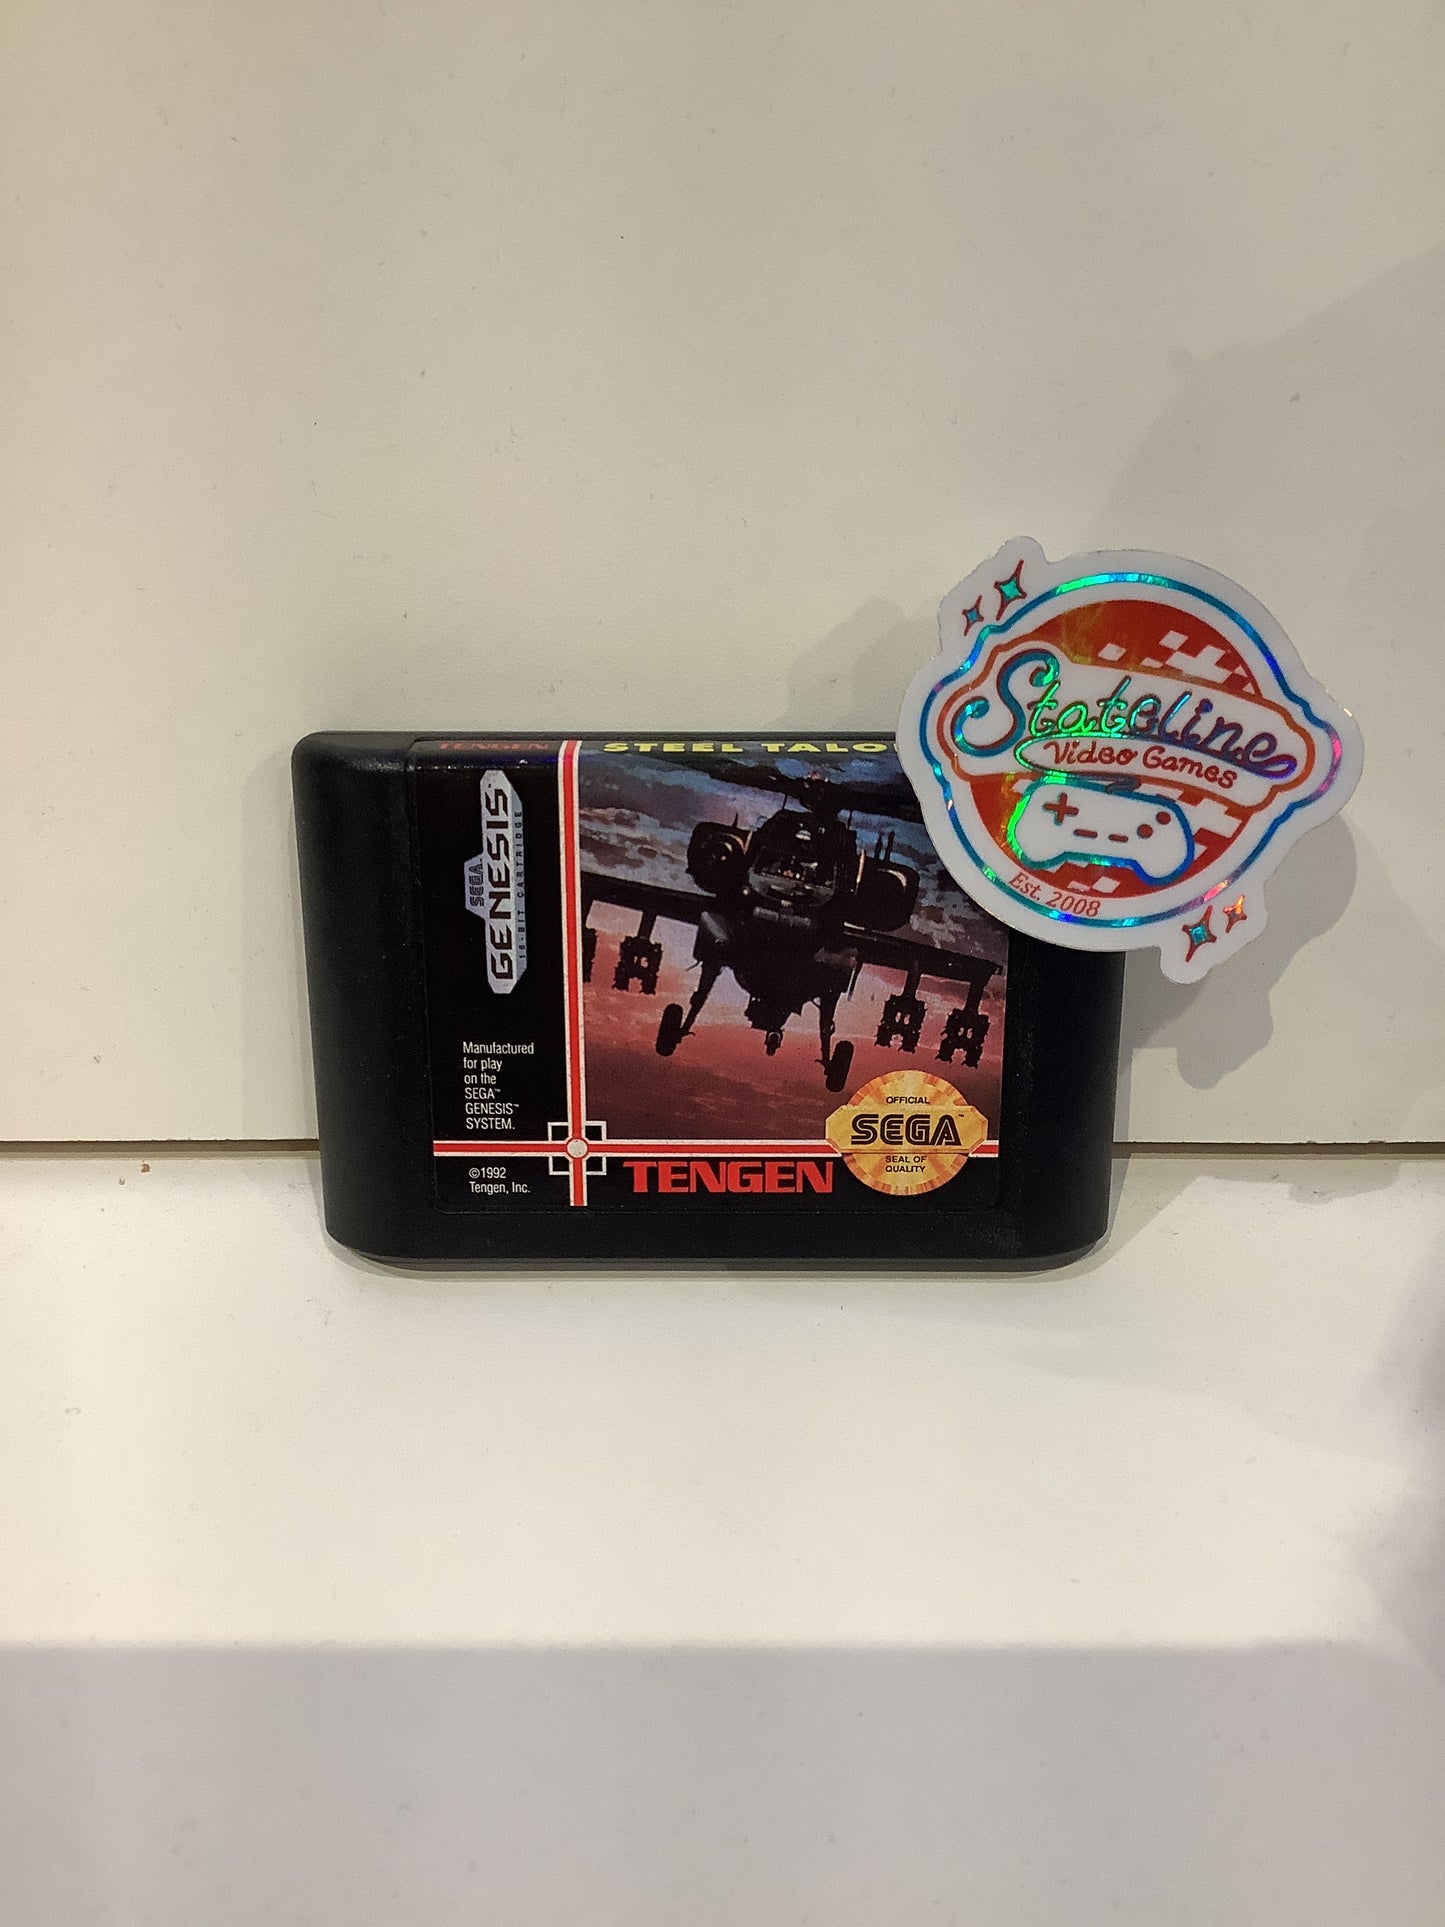 TENGEN
STEEL TALO
SEGA
GENESIS
16-BIT CARTRIDGE
Manufactured
for play
on the
SEGA™
GENESIS™
SYSTEM.
©1992
Tengen, Inc.
TENGEN
OFFICIAL
SEGA™
SEAL OF
QUALITY
Stateline
Video Games
Est. 2008